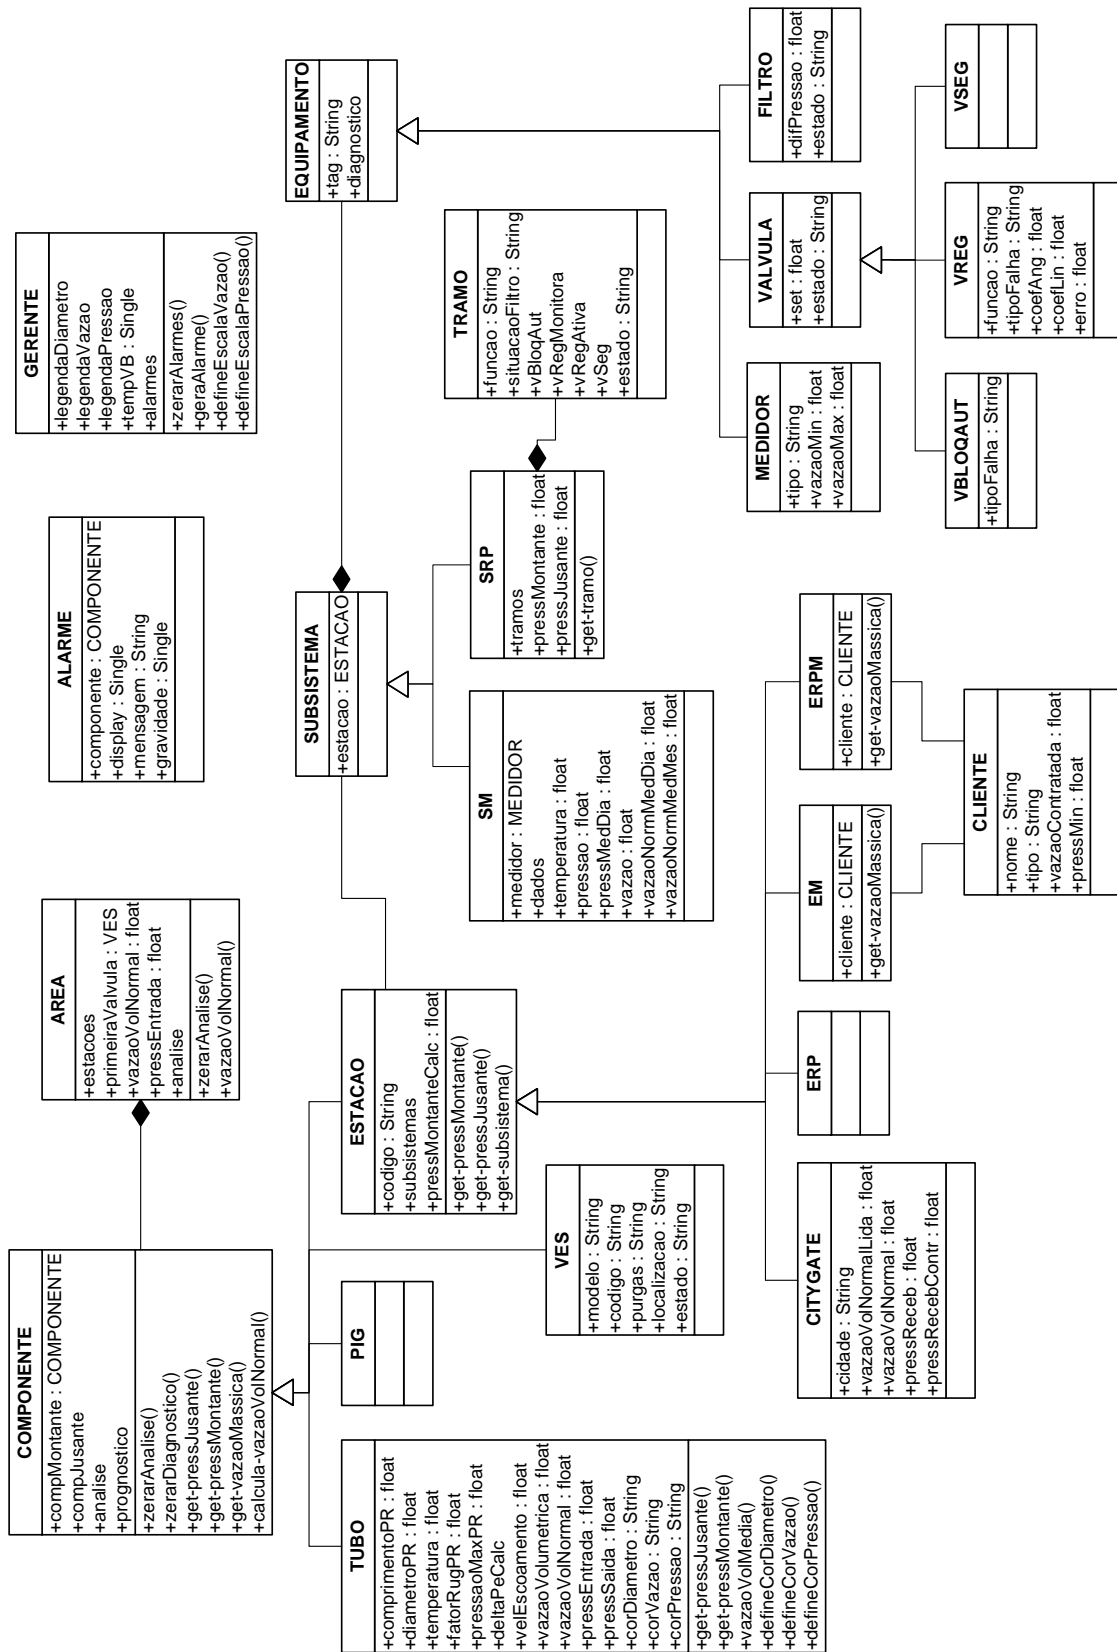 COMPONENTE
+compMontante : COMPONENTE
+compJusante
+analise
+prognostico
+zerarAnalise()
+zerarDiagnostico()
+get-pressJusante()
+get-pressMontante()
+get-vazaoMassica()
+calcula-vazaoVolNormal()
AREA
+estacoes
+primeiraValvula : VES
+vazaoVolNormal : float
+pressEntrada : float
+analise
+zerarAnalise()
+vazaoVolNormal()
ALARME
+componente : COMPONENTE
+display : Single
+mensagem : String
+gravidade : Single
GERENTE
+legendaDiametro
+legendaVazao
+legendaPressao
+tempVB : Single
+alarmes
+zerarAlarmes()
+geraAlarme()
+defineEscalaVazao()
+defineEscalaPressao()
TUBO
+comprimentoPR : float
+diametroPR : float
+temperatura : float
+fatorRugPR : float
+pressaoMaxPR : float
+deltaPeCalc
+velEscoamento : float
+vazaoVolumetrica : float
+vazaoVolNormal : float
+pressEntrada : float
+pressSaida : float
+corDiametro : String
+corVazao : String
+corPressao : String
+get-pressJusante()
+get-pressMontante()
+vazaoVolMedia()
+defineCorDiametro()
+defineCorVazao()
+defineCorPressao()
PIG
VES
+modelo : String
+codigo : String
+purgas : String
+localizacao : String
+estado : String
ESTACAO
+codigo : String
+subsistemas
+pressMontanteCalc : float
+get-pressMontante()
+get-pressJusante()
+get-subsistema()
SUBSISTEMA
+estacao : ESTACAO
EQUIPAMENTO
+tag : String
+diagnostico
SM
+medidor : MEDIDOR
+dados
+temperatura : float
+pressao : float
+pressMedDia : float
+vazao : float
+vazaoNormMedDia : float
+vazaoNormMedMes : float
SRP
+tramos
+pressMontante : float
+pressJusante : float
+get-tramo()
TRAMO
+funcao : String
+situacaoFiltro : String
+vBloqAut
+vRegMonitora
+vRegAtiva
+vSeg
+estado : String
CITYGATE
+cidade : String
+vazaoVolNormalLida : float
+vazaoVolNormal : float
+pressReceb : float
+pressRecebContr : float
ERP
EM
+cliente : CLIENTE
+get-vazaoMassica()
ERPM
+cliente : CLIENTE
+get-vazaoMassica()
CLIENTE
+nome : String
+tipo : String
+vazaoContratada : float
+pressMin : float
MEDIDOR
+tipo : String
+vazaoMin : float
+vazaoMax : float
VALVULA
+set : float
+estado : String
FILTRO
+difPressao : float
+estado : String
VBLOQAUT
+tipoFalha : String
VREG
+funcao : String
+tipoFalha : String
+coefAng : float
+coefLin : float
+erro : float
VSEG